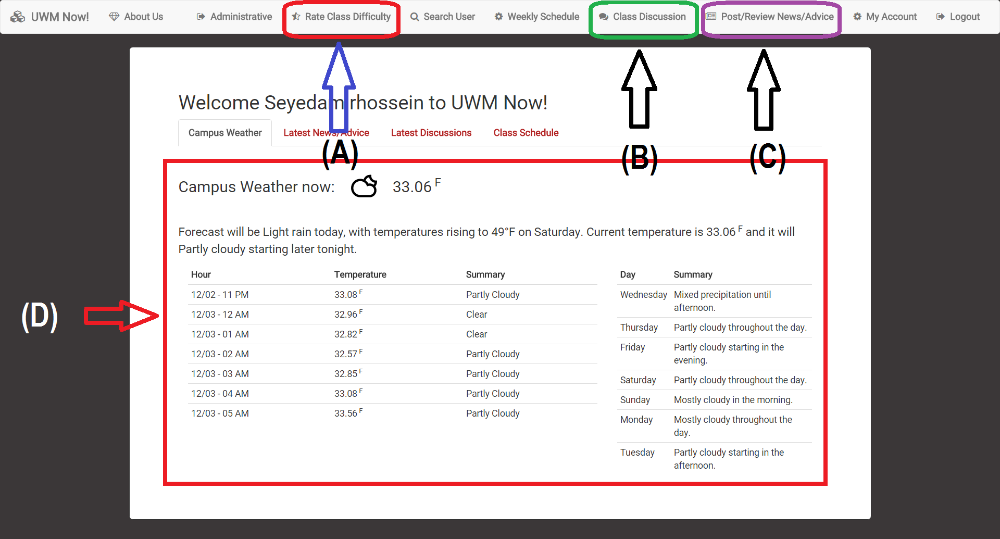 UWM Now! About Us Administrative Rate Class Difficulty Search User Weekly Schedule Class Discussion Post/Review News/Advice My Account Logout
Welcome Seyedamirhossein to UWM Now!
Campus Weather Latest News/Advice Latest Discussions Class Schedule
(A) (B) (C)
Campus Weather now: 33.06 F
Forecast will be Light rain today, with temperatures rising to 49°F on Saturday. Current temperature is 33.06 F and it will
Partly cloudy starting later tonight.
Hour Temperature Summary
12/02 - 11 PM 33.08 F Partly Cloudy
12/03 - 12 AM 32.96 F Clear
12/03 - 01 AM 32.82 F Clear
12/03 - 02 AM 32.57 F Partly Cloudy
12/03 - 03 AM 32.85 F Partly Cloudy
12/03 - 04 AM 33.08 F Partly Cloudy
12/03 - 05 AM 33.56 F Partly Cloudy
Day Summary
Wednesday Mixed precipitation until
afternoon.
Thursday Partly cloudy throughout the day.
Friday Partly cloudy starting in the
evening.
Saturday Partly cloudy throughout the day.
Sunday Mostly cloudy in the morning.
Monday Mostly cloudy throughout the
day.
Tuesday Partly cloudy starting in the
afternoon.
(D)